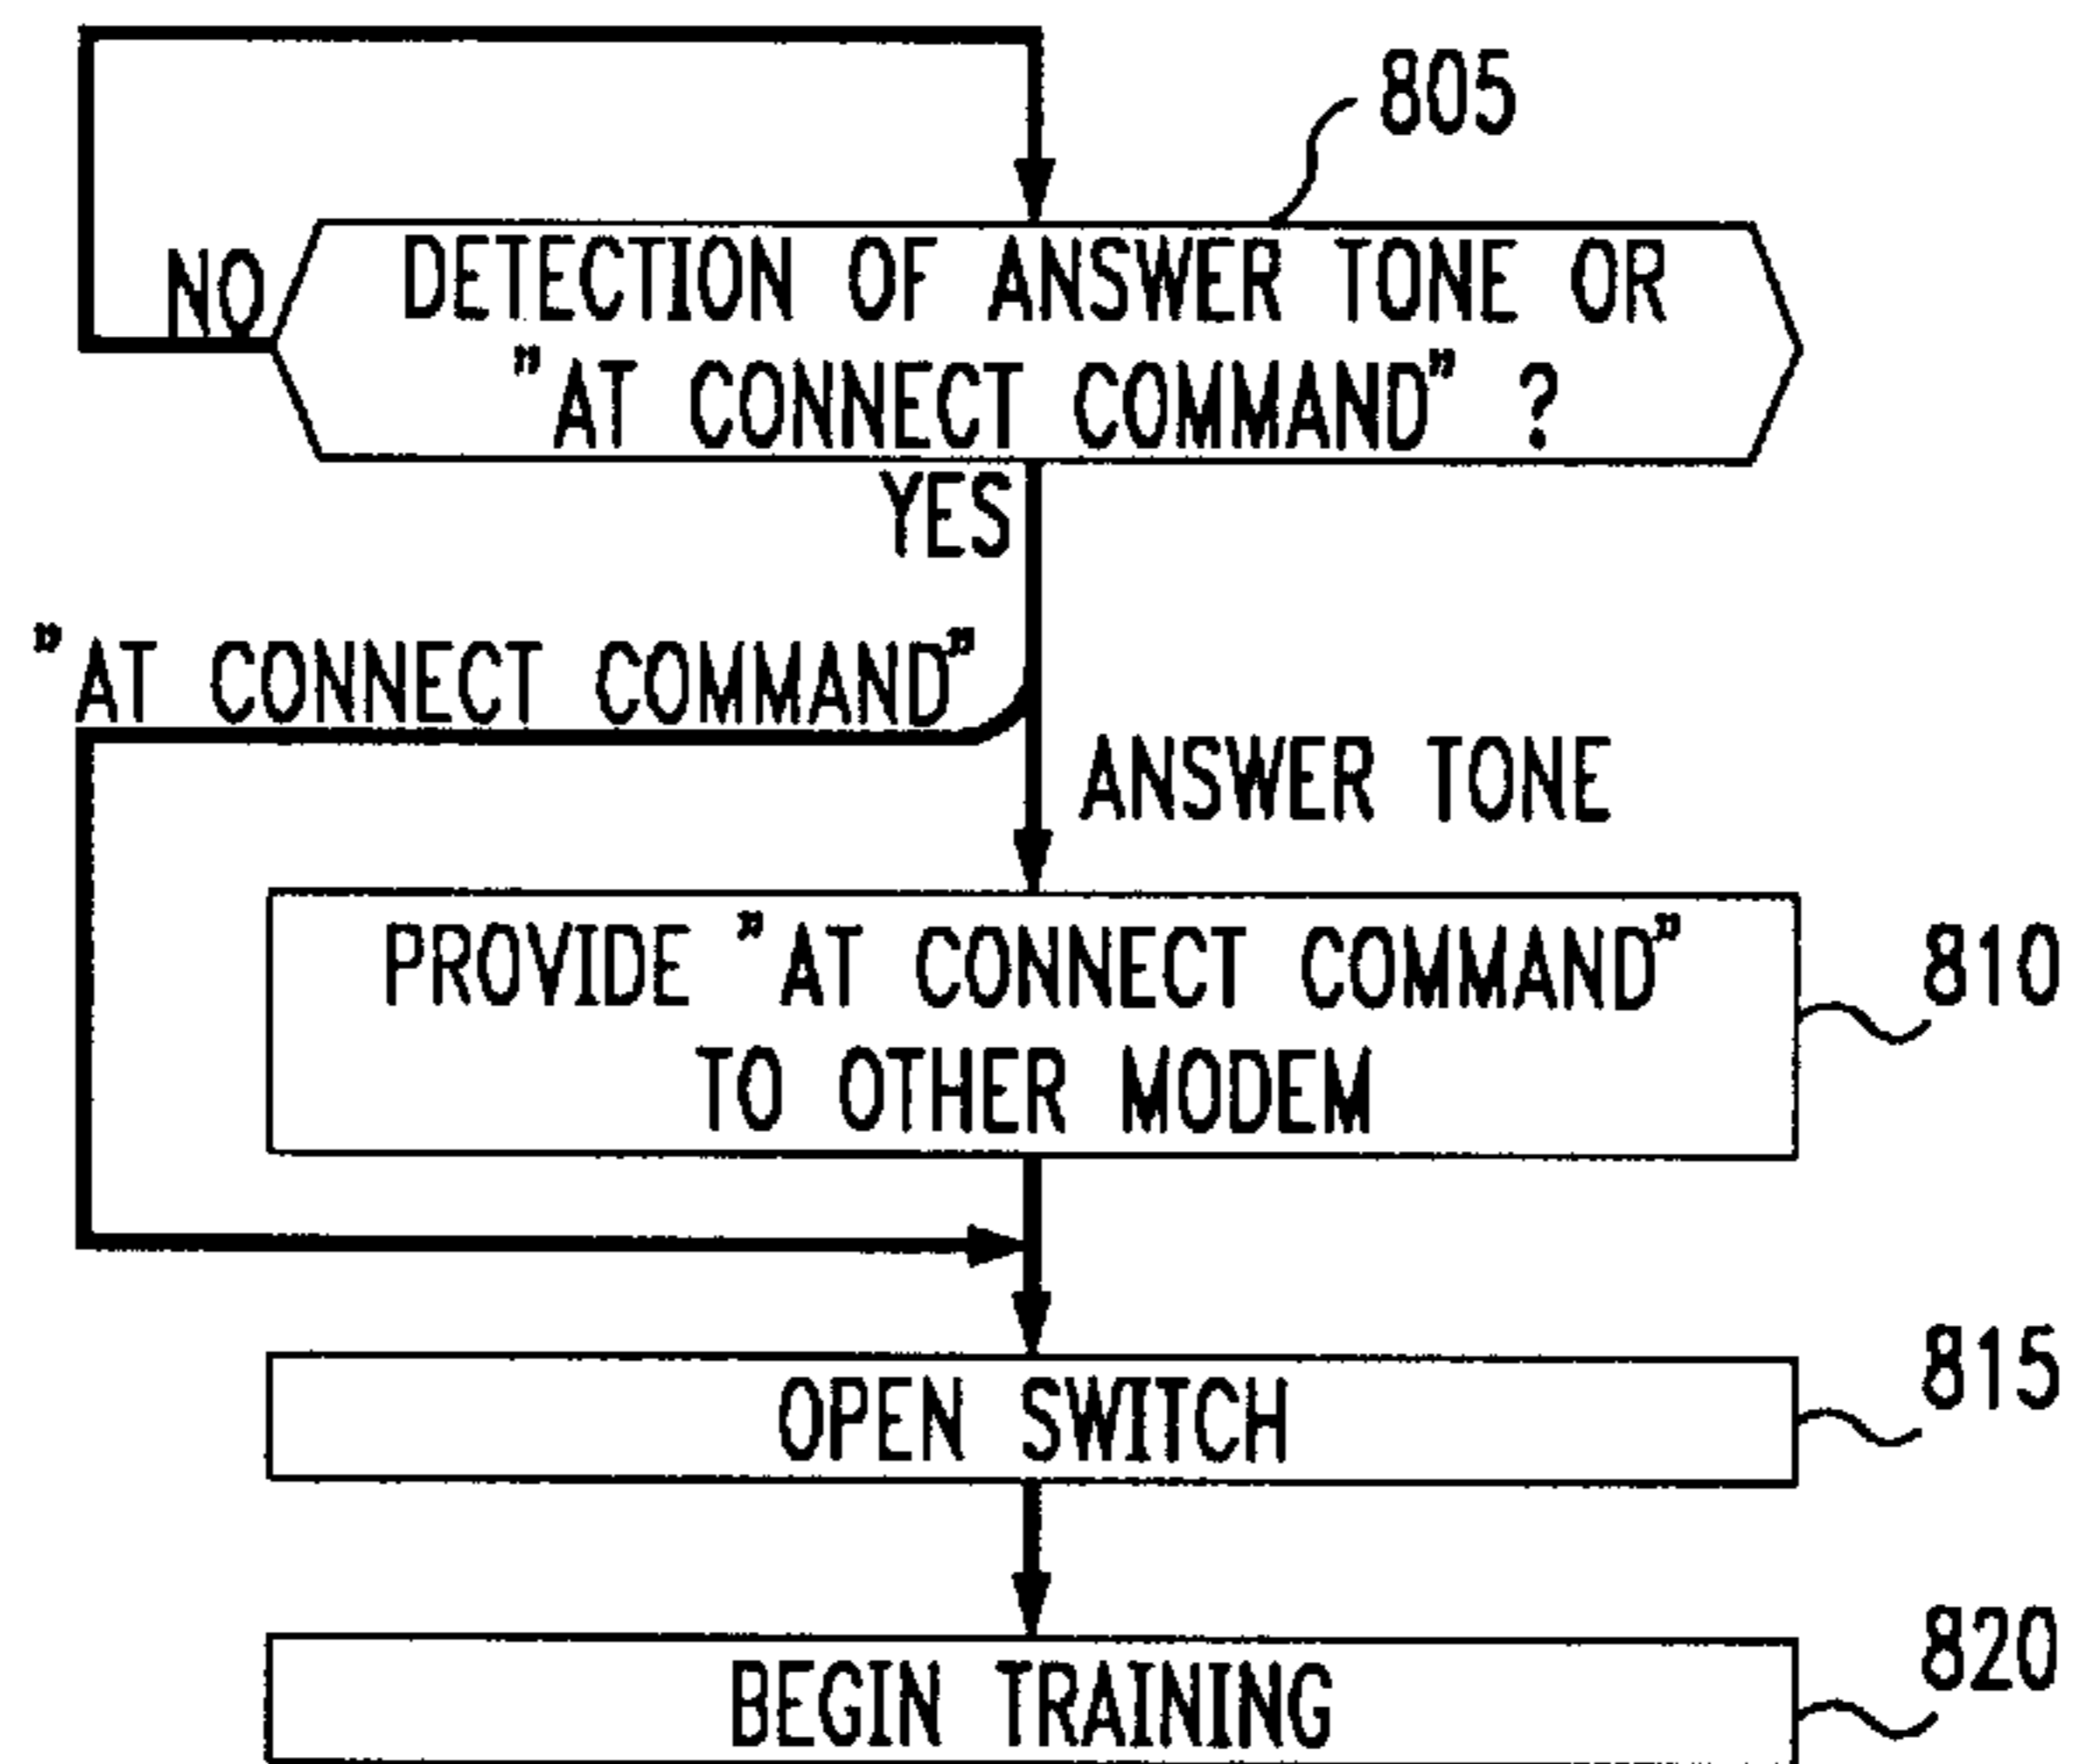 805
DETECTION OF ANSWER TONE OR
"AT CONNECT COMMAND" ?
NO
YES
"AT CONNECT COMMAND"
ANSWER TONE
PROVIDE "AT CONNECT COMMAND"
TO OTHER MODEM
810
OPEN SWITCH
815
BEGIN TRAINING
820